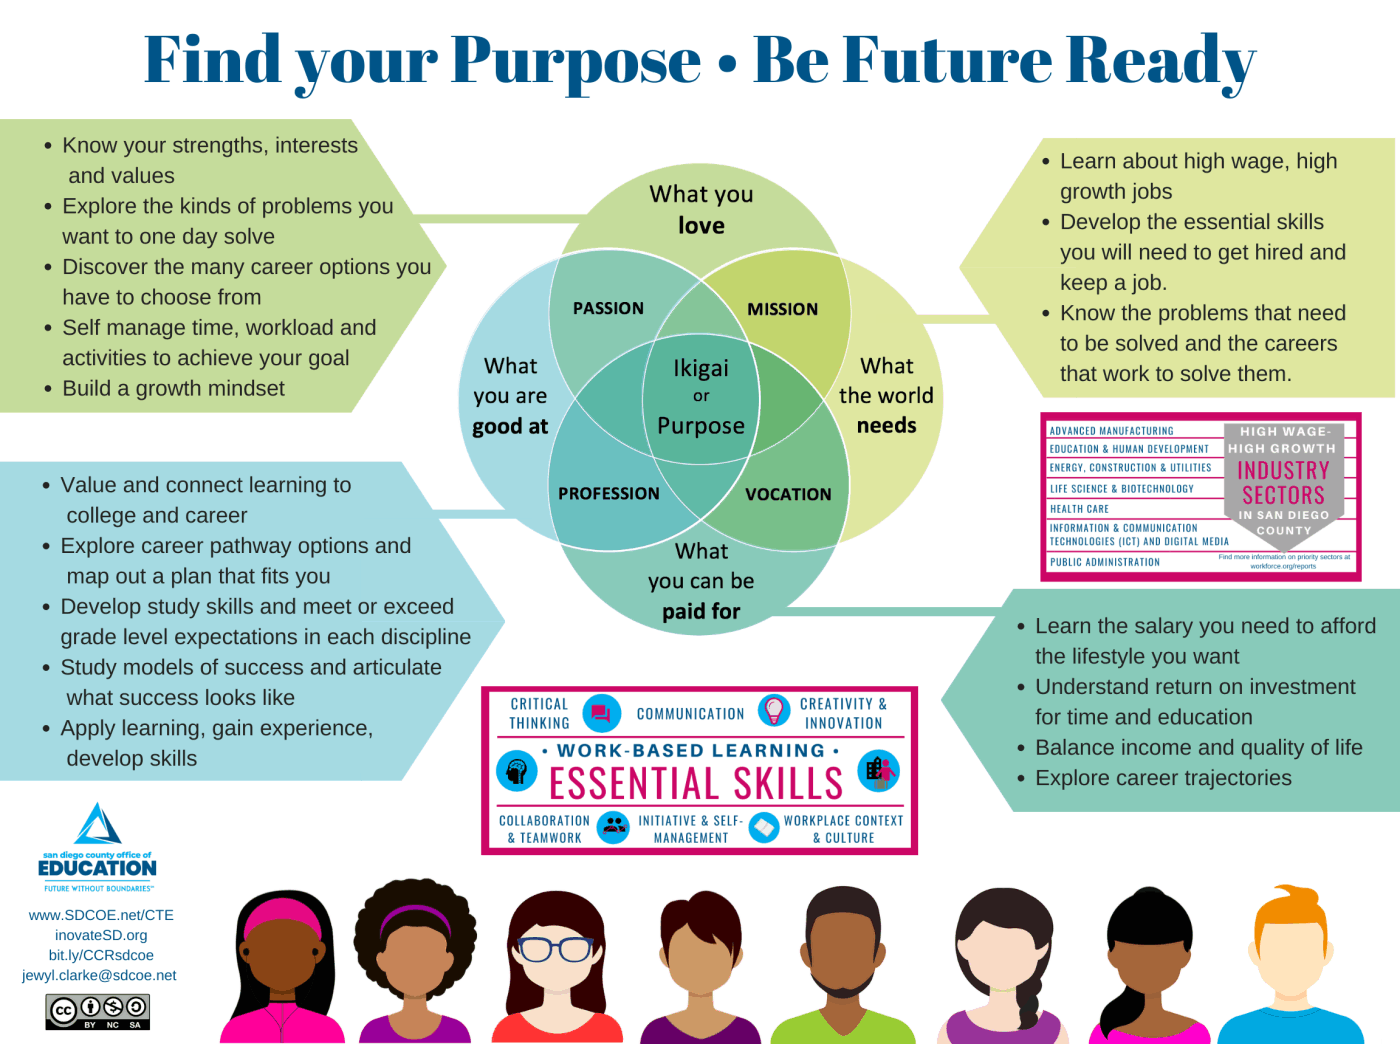 Find your Purpose • Be Future Ready
• Know your strengths, interests
and values
• Explore the kinds of problems you
want to one day solve
• Discover the many career options you
have to choose from
• Self manage time, workload and
activities to achieve your goal
• Build a growth mindset
What you
love
PASSION
MISSION
What
you are
good at
Ikigai
or
Purpose
What
the world
needs
PROFESSION
VOCATION
What
you can be
paid for
• Learn about high wage, high
growth jobs
• Develop the essential skills
you will need to get hired and
keep a job.
• Know the problems that need
to be solved and the careers
that work to solve them.
ADVANCED MANUFACTURING
EDUCATION & HUMAN DEVELOPMENT
ENERGY, CONSTRUCTION & UTILITIES
LIFE SCIENCE & BIOTECHNOLOGY
HEALTH CARE
INFORMATION & COMMUNICATION
TECHNOLOGIES (ICT) AND DIGITAL MEDIA
PUBLIC ADMINISTRATION
HIGH WAGE-
HIGH GROWTH
INDUSTRY
SECTORS
IN SAN DIEGO
COUNTY
Find more information on priority sectors at
workforce.org/reports
• Value and connect learning to
college and career
• Explore career pathway options and
map out a plan that fits you
• Develop study skills and meet or exceed
grade level expectations in each discipline
• Study models of success and articulate
what success looks like
• Apply learning, gain experience,
develop skills
• Learn the salary you need to afford
the lifestyle you want
• Understand return on investment
for time and education
• Balance income and quality of life
• Explore career trajectories
CRITICAL
THINKING
COMMUNICATION
CREATIVITY &
INNOVATION
• WORK-BASED LEARNING •
ESSENTIAL SKILLS
COLLABORATION
& TEAMWORK
INITIATIVE & SELF-
MANAGEMENT
WORKPLACE CONTEXT
& CULTURE
san diego county office of
EDUCATION
FUTURE WITHOUT BOUNDARIES™
www.SDCOE.net/CTE
inovateSD.org
bit.ly/CCRsdcoe
jewyl.clarke@sdcoe.net
cc
BY NC SA